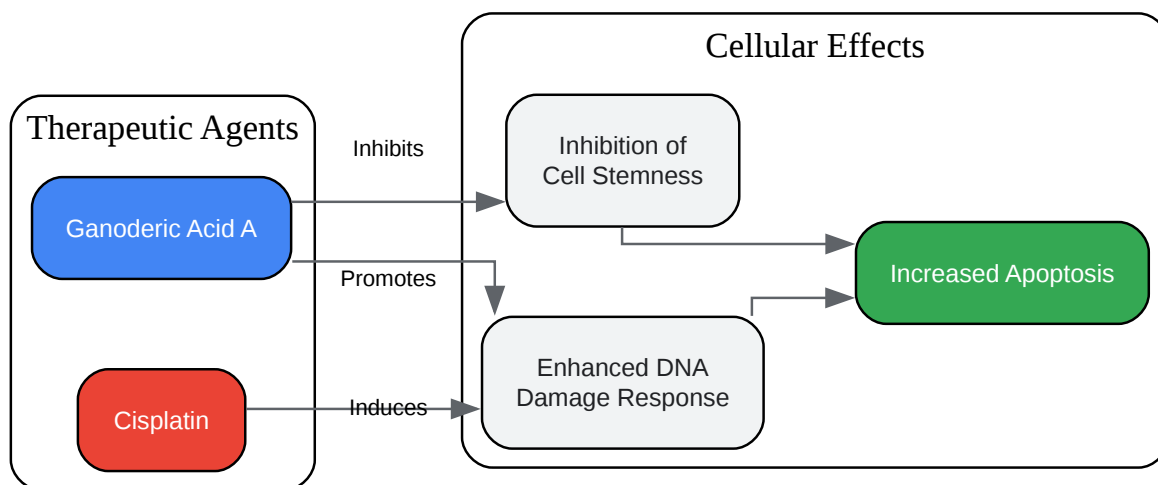 Cellular Effects
Therapeutic Agents
Inhibits
Inhibition of
Cell Stemness
Ganoderic Acid A
Promotes
Increased Apoptosis
Enhanced DNA
Damage Response
Cisplatin
Induces